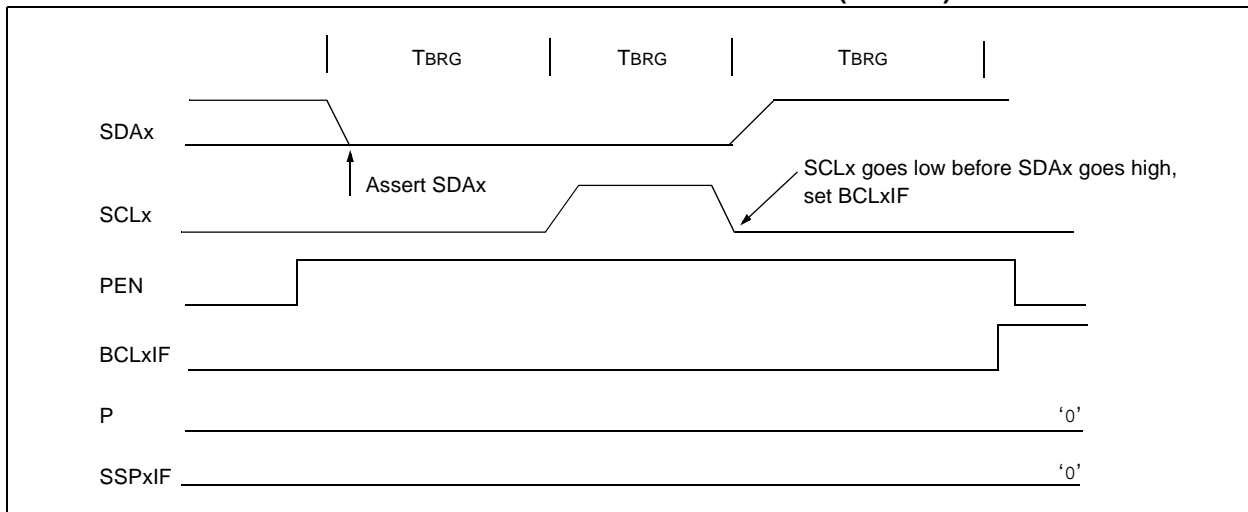 TBRG TBRG TBRG
SDAx
Assert SDAx
SCLx goes low before SDAx goes high,
set BCLxIF
SCLx
PEN
BCLxIF
P ‘0’
SSPxIF ‘0’